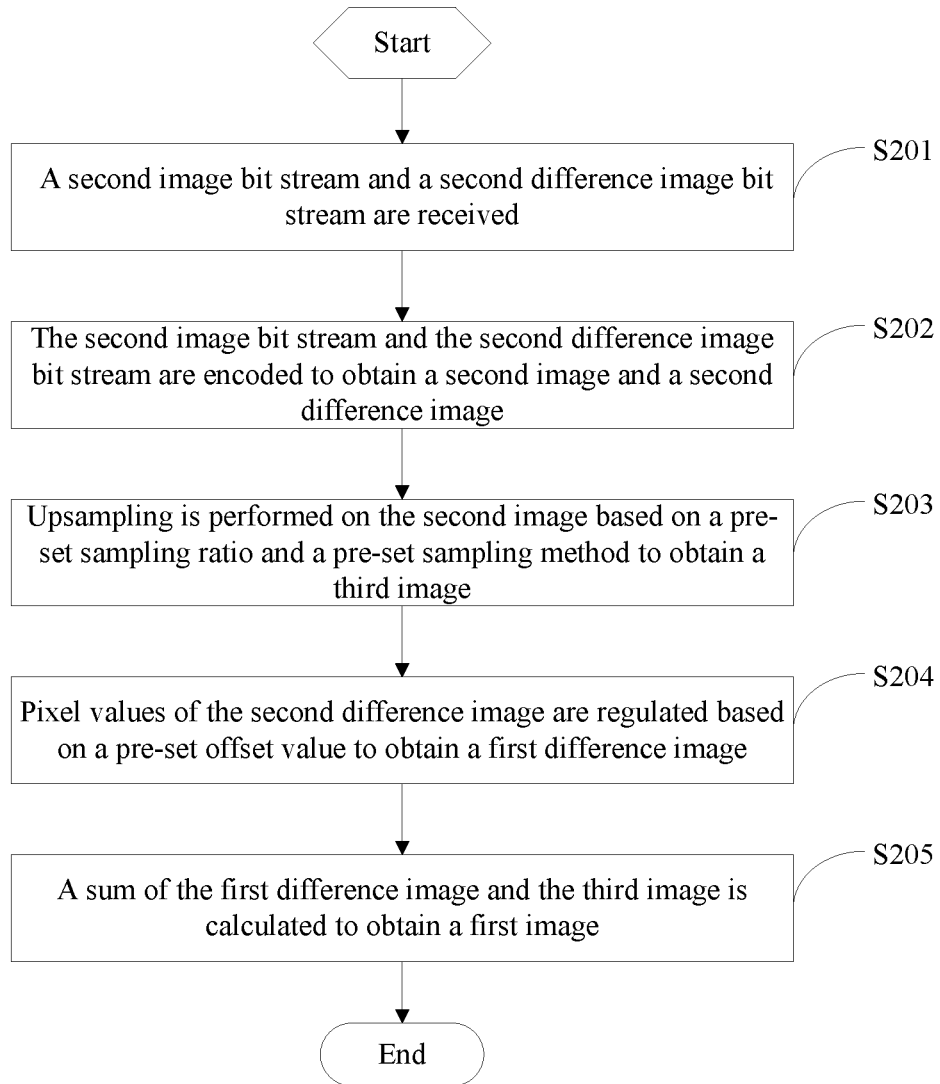 Start
S201
A second image bit stream and a second difference image bit
stream are received
S202
The second image bit stream and the second difference image
bit stream are encoded to obtain a second image and a second
difference image
S203
Upsampling is performed on the second image based on a pre-
set sampling ratio and a pre-set sampling method to obtain a
third image
S204
Pixel values of the second difference image are regulated based
on a pre-set offset value to obtain a first difference image
S205
A sum of the first difference image and the third image is
calculated to obtain a first image
End